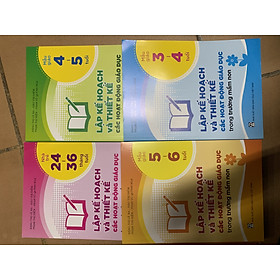 Mẫu giáo
4 - 5
tuổi
LẬP KẾ HOẠCH
VÀ THIẾT KẾ
CÁC HOẠT ĐỘNG GIÁO DỤC
Mẫu giáo
3 - 4
tuổi
LẬP KẾ HOẠCH
VÀ THIẾT KẾ
CÁC HOẠT ĐỘNG GIÁO DỤC
trong trường mầm non
24
36
tháng tuổi
LẬP KẾ HOẠCH
VÀ THIẾT KẾ
CÁC HOẠT ĐỘNG GIÁO DỤC
Mẫu giáo
5 - 6
tuổi
LẬP KẾ HOẠCH
VÀ THIẾT KẾ
CÁC HOẠT ĐỘNG GIÁO DỤC
trong trường mầm non